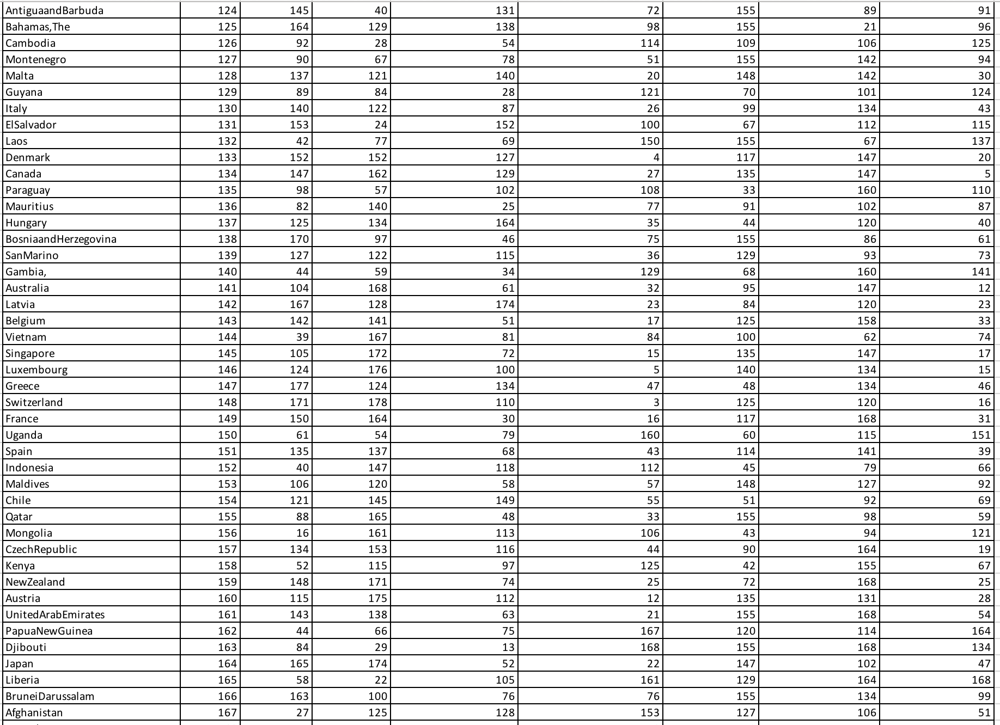 AntiguaandBarbuda 124 145 40 131 72 155 89 91
Bahamas,The 125 164 129 138 98 155 21 96
Cambodia 126 92 28 54 114 109 106 125
Montenegro 127 90 67 78 51 155 142 94
Malta 128 137 121 140 20 148 142 30
Guyana 129 89 84 28 121 70 101 124
Italy 130 140 122 87 26 99 134 43
ElSalvador 131 153 24 152 100 67 112 115
Laos 132 42 77 69 150 155 67 137
Denmark 133 152 152 127 4 117 147 20
Canada 134 147 162 129 27 135 147 5
Paraguay 135 98 57 102 108 33 160 110
Mauritius 136 82 140 25 77 91 102 87
Hungary 137 125 134 164 35 44 120 40
BosniaandHerzegovina 138 170 97 46 75 155 86 61
SanMarino 139 127 122 115 36 129 93 73
Gambia, 140 44 59 34 129 68 160 141
Australia 141 104 168 61 32 95 147 12
Latvia 142 167 128 174 23 84 120 23
Belgium 143 142 141 51 17 125 158 33
Vietnam 144 39 167 81 84 100 62 74
Singapore 145 105 172 72 15 135 147 17
Luxembourg 146 124 176 100 5 140 134 15
Greece 147 177 124 134 47 48 134 46
Switzerland 148 171 178 110 3 125 120 16
France 149 150 164 30 16 117 168 31
Uganda 150 61 54 79 160 60 115 151
Spain 151 135 137 68 43 114 141 39
Indonesia 152 40 147 118 112 45 79 66
Maldives 153 106 120 58 57 148 127 92
Chile 154 121 145 149 55 51 92 69
Qatar 155 88 165 48 33 155 98 59
Mongolia 156 16 161 113 106 43 94 121
CzechRepublic 157 134 153 116 44 90 164 19
Kenya 158 52 115 97 125 42 155 67
NewZealand 159 148 171 74 25 72 168 25
Austria 160 115 175 112 12 135 131 28
UnitedArabEmirates 161 143 138 63 21 155 168 54
PapuaNewGuinea 162 44 66 75 167 120 114 164
Djibouti 163 84 29 13 168 155 168 134
Japan 164 165 174 52 22 147 102 47
Liberia 165 58 22 105 161 129 164 168
BruneiDarussalam 166 163 100 76 76 155 134 99
Afghanistan 167 27 125 128 153 127 106 51